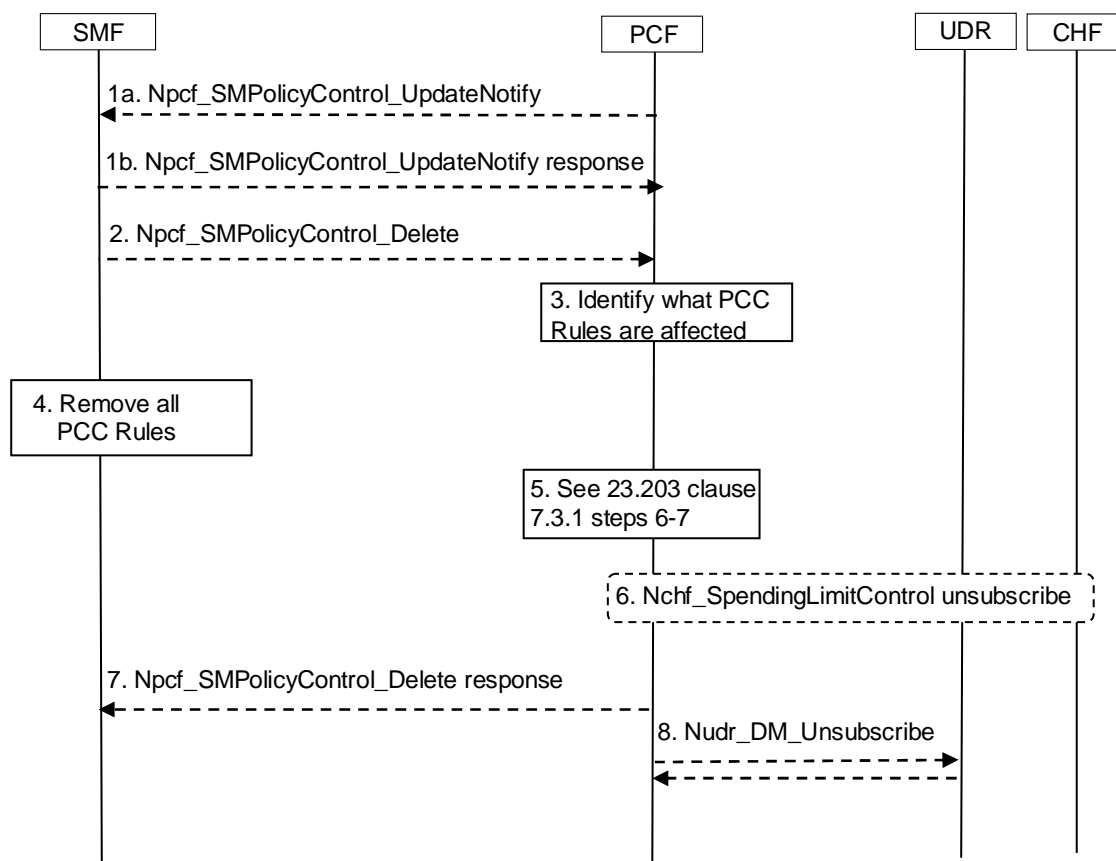 SMF
PCF
UDR
CHF
1a. Npcf_SMPolicyControl_UpdateNotify
1b. Npcf_SMPolicyControl_UpdateNotify response
2. Npcf_SMPolicyControl_Delete
3. Identify what PCC
Rules are affected
4. Remove all
PCC Rules
5. See 23.203 clause
7.3.1 steps 6-7
6. Nchf_SpendingLimitControl unsubscribe
7. Npcf_SMPolicyControl_Delete response
8. Nudr_DM_Unsubscribe